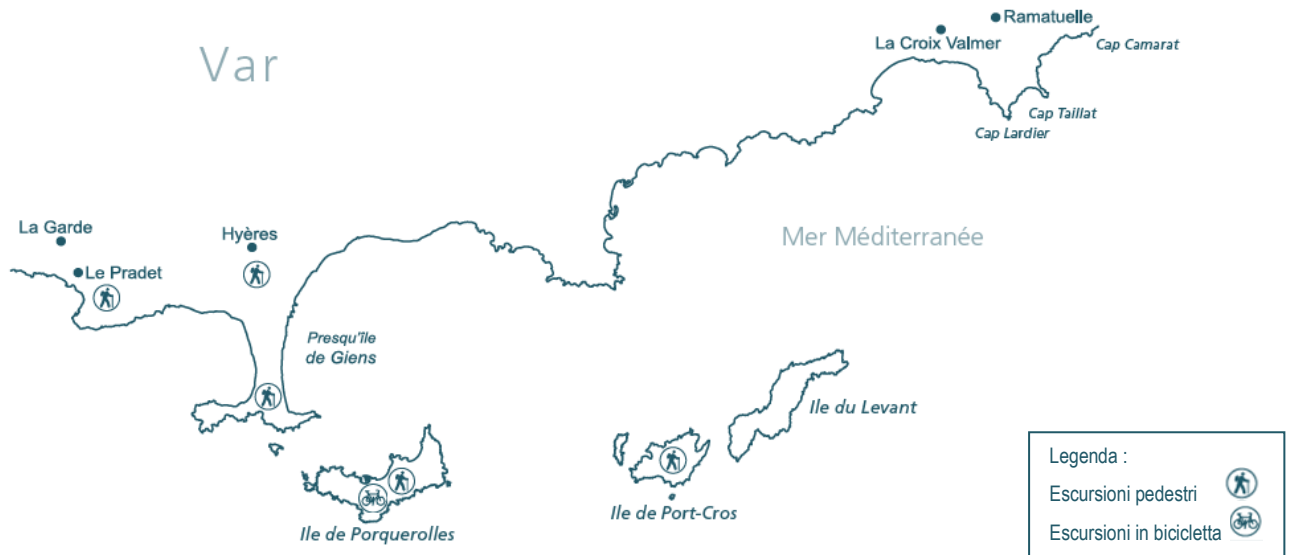 Var
Ramatuelle
La Croix Valmer
Cap Camarat
Cap Taillat
Cap Lardier
La Garde
Hyères
Mer Méditerranée
Le Pradet
Presqu'île
de Giens
Ile du Levant
Ile de Port-Cros
Ile de Porquerolles
Legenda :
Escursioni pedestri
Escursioni in bicicletta